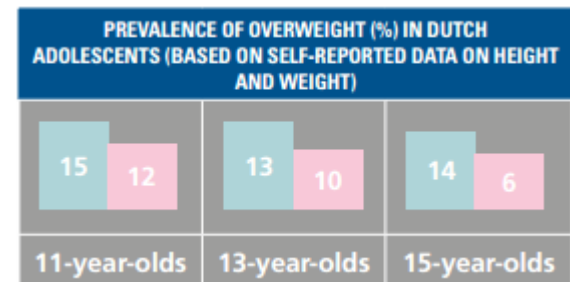 PREVALENCE OF OVERWEIGHT (%) IN DUTCH
ADOLESCENTS (BASED ON SELF-REPORTED DATA ON HEIGHT
AND WEIGHT)
15 12 13 10 14 6
11-year-olds 13-year-olds 15-year-olds